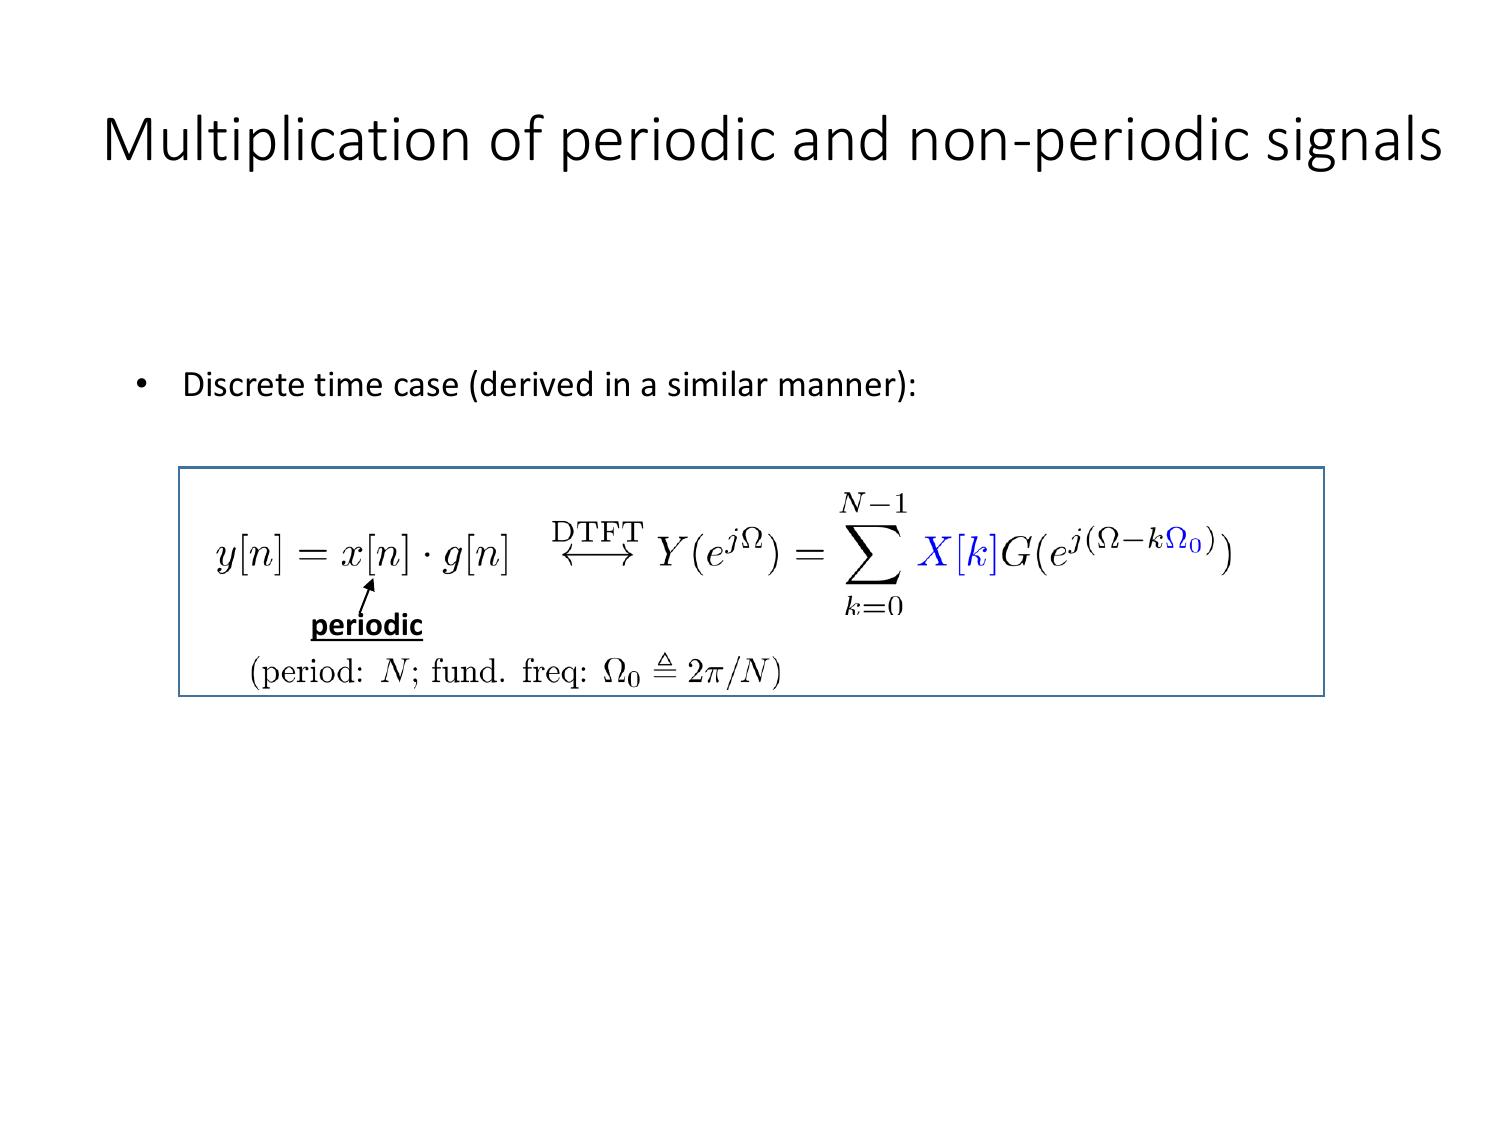 Multiplication of periodic and non-periodic signals
• Discrete time case (derived in a similar manner):
$y[n] = x[n] \cdot g[n] \quad \overset{\mathrm{DTFT}}{\longleftrightarrow} \; Y(e^{j\Omega}) = \sum_{k=0}^{N-1} X[k] G(e^{j(\Omega - k\Omega_0)})$
periodic
(period: $N$; fund. freq: $\Omega_0 \triangleq 2\pi/N$)